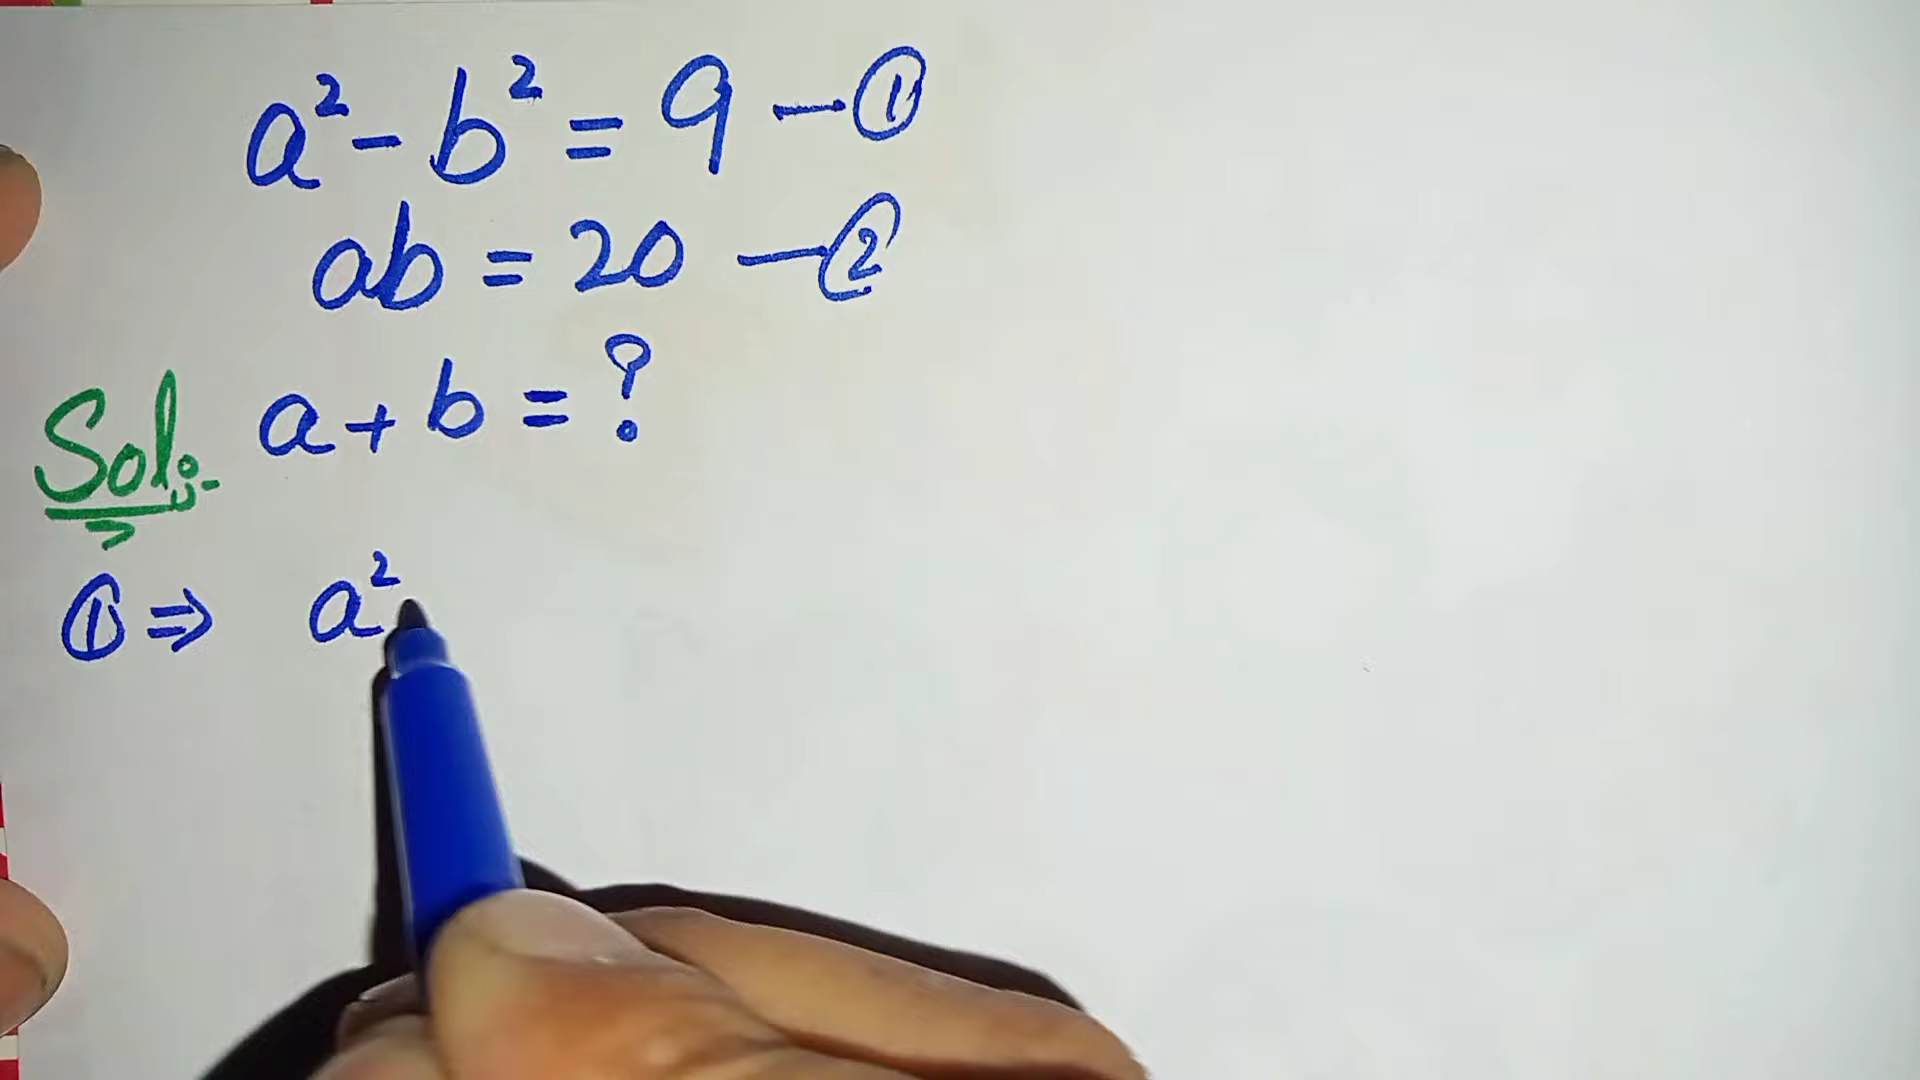 a² - b² = 9 — ①
ab = 20 — ②
a + b = ?
Sol:-
① ⇒ a²